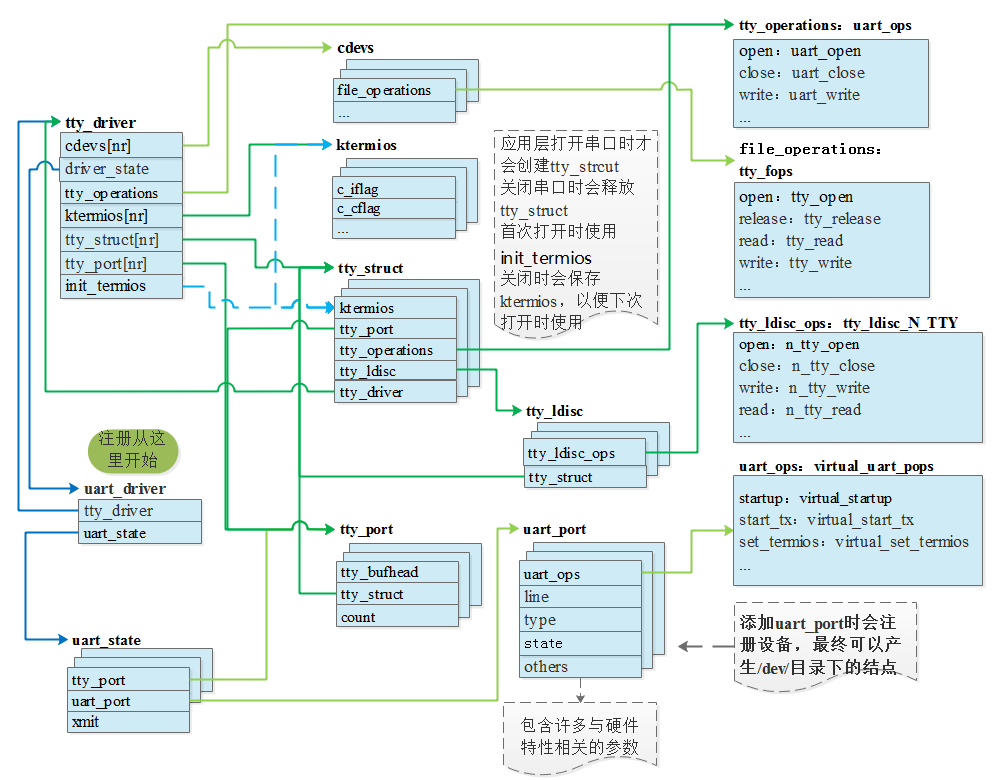 tty_operations：uart_ops
open：uart_open
close：uart_close
write：uart_write
...
cdevs
file_operations
...
tty_driver
cdevs[nr]
driver_state
tty_operations
ktermios[nr]
tty_struct[nr]
tty_port[nr]
init_termios
ktermios
c_iflag
c_cflag
...
应用层打开串口时才
会创建tty_strcut
关闭串口时会释放
tty_struct
首次打开时使用
init_termios
关闭时会保存
ktermios，以便下次
打开时使用
file_operations：
tty_fops
open：tty_open
release：tty_release
read：tty_read
write：tty_write
...
tty_struct
ktermios
tty_port
tty_operations
tty_ldisc
tty_driver
tty_ldisc_ops：tty_ldisc_N_TTY
open：n_tty_open
close：n_tty_close
write：n_tty_write
read：n_tty_read
...
tty_ldisc
tty_ldisc_ops
tty_struct
注册从这
里开始
uart_driver
tty_driver
uart_state
uart_ops：virtual_uart_pops
startup：virtual_startup
start_tx：virtual_start_tx
set_termios：virtual_set_termios
...
tty_port
tty_bufhead
tty_struct
count
uart_port
uart_ops
line
type
state
others
添加uart_port时会注
册设备，最终可以产
生/dev/目录下的结点
uart_state
tty_port
uart_port
xmit
包含许多与硬件
特性相关的参数